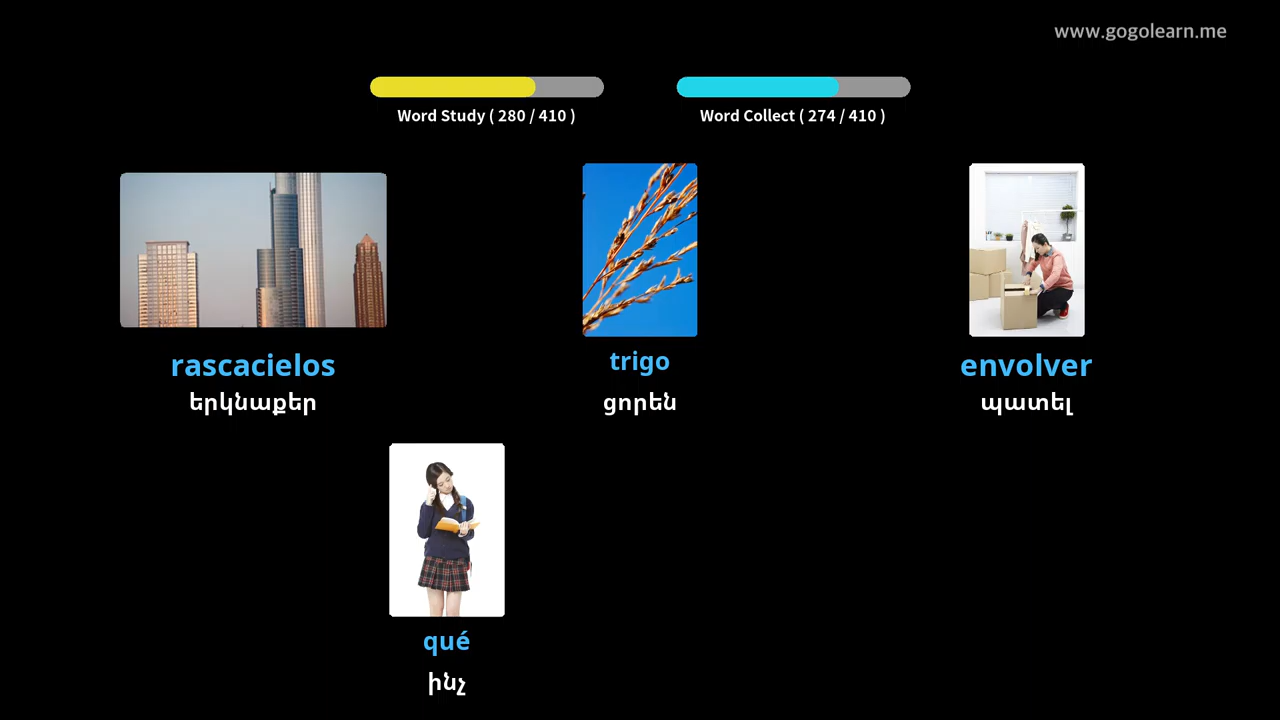 www.gogolearn.me
Word Study ( 280 / 410 )
Word Collect ( 274 / 410 )
rascacielos
trigo
envolver
երկնաքեր
ցորեն
պատել
qué
ինչ